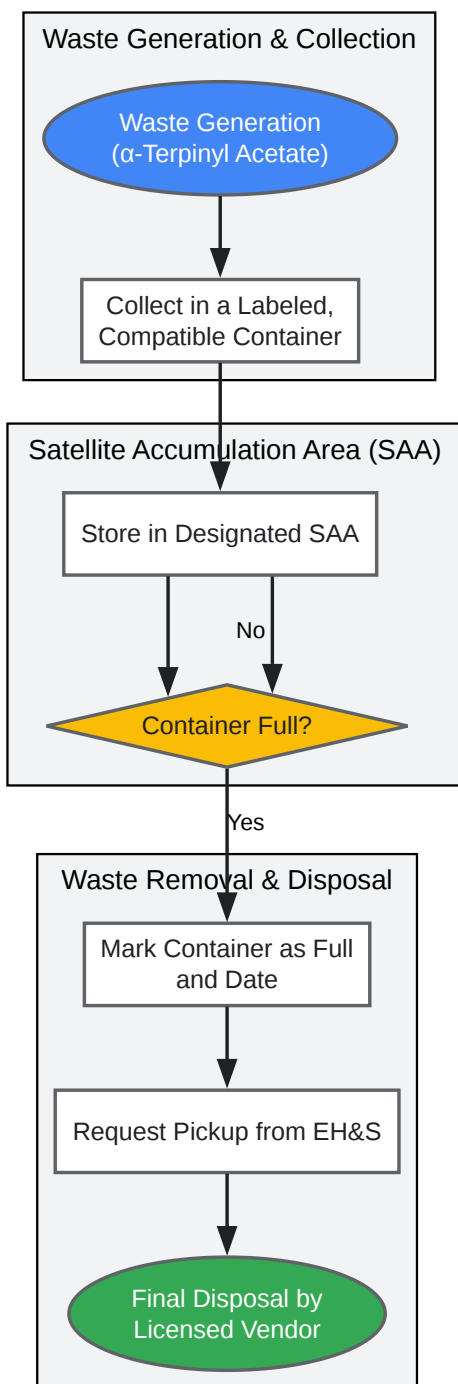 Waste Generation & Collection
Waste Generation
(α-Terpinyl Acetate)
Collect in a Labeled,
Compatible Container
Satellite Accumulation Area (SAA)
Store in Designated SAA
No
Container Full?
Yes
Waste Removal & Disposal
Mark Container as Full
and Date
Request Pickup from EH&S
Final Disposal by
Licensed Vendor